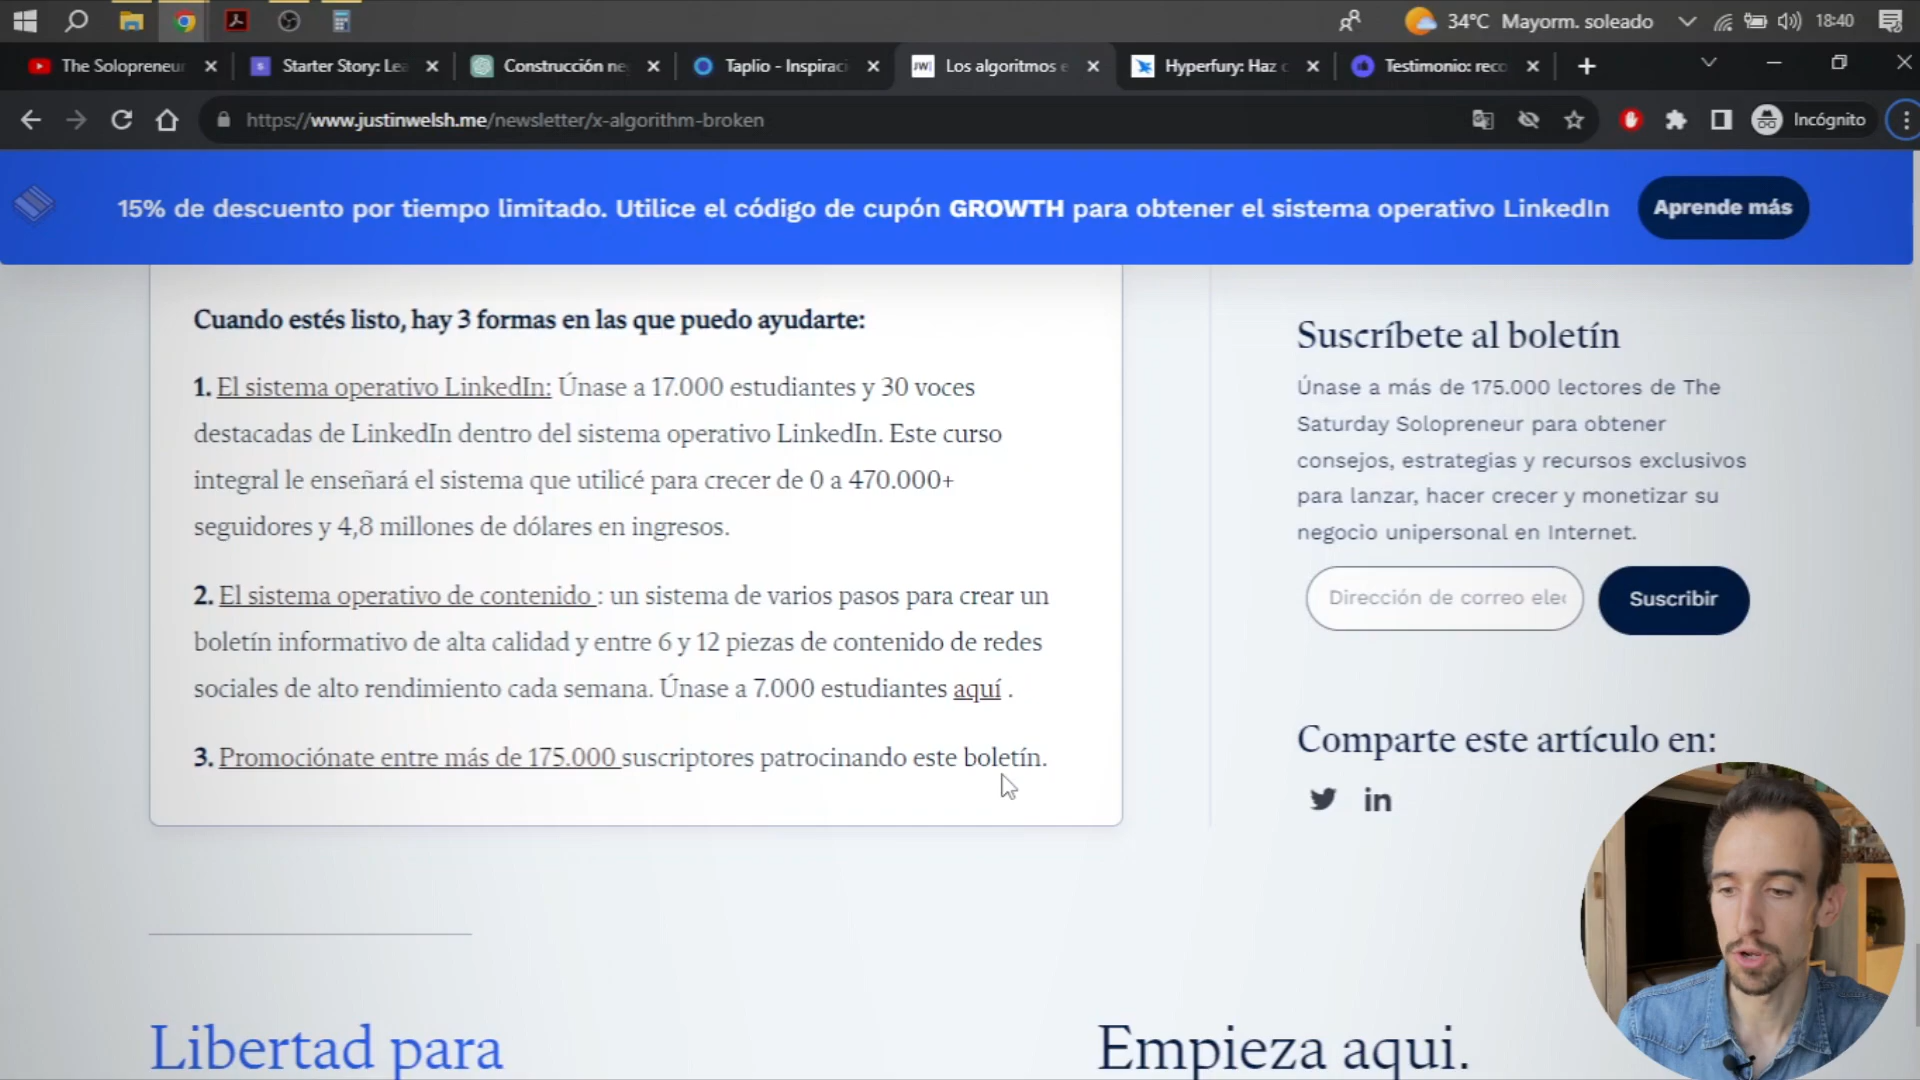 34°C Mayorm. soleado 18:40
The Solopreneur
Starter Story: Lea
Construcción ne
Taplio - Inspiraci
JW
Los algoritmos e
Hyperfury: Haz c
Testimonio: reco
https://www.justinwelsh.me/newsletter/x-algorithm-broken
Incógnito
15% de descuento por tiempo limitado. Utilice el código de cupón GROWTH para obtener el sistema operativo LinkedIn
Aprende más
Cuando estés listo, hay 3 formas en las que puedo ayudarte:
1. El sistema operativo LinkedIn: Únase a 17.000 estudiantes y 30 voces
destacadas de LinkedIn dentro del sistema operativo LinkedIn. Este curso
integral le enseñará el sistema que utilicé para crecer de 0 a 470.000+
seguidores y 4,8 millones de dólares en ingresos.
2. El sistema operativo de contenido : un sistema de varios pasos para crear un
boletín informativo de alta calidad y entre 6 y 12 piezas de contenido de redes
sociales de alto rendimiento cada semana. Únase a 7.000 estudiantes aquí .
3. Promociónate entre más de 175.000 suscriptores patrocinando este boletín.
Suscríbete al boletín
Únase a más de 175.000 lectores de The
Saturday Solopreneur para obtener
consejos, estrategias y recursos exclusivos
para lanzar, hacer crecer y monetizar su
negocio unipersonal en Internet.
Dirección de correo elec
Suscribir
Comparte este artículo en:
in
Libertad para
Empieza aqui.